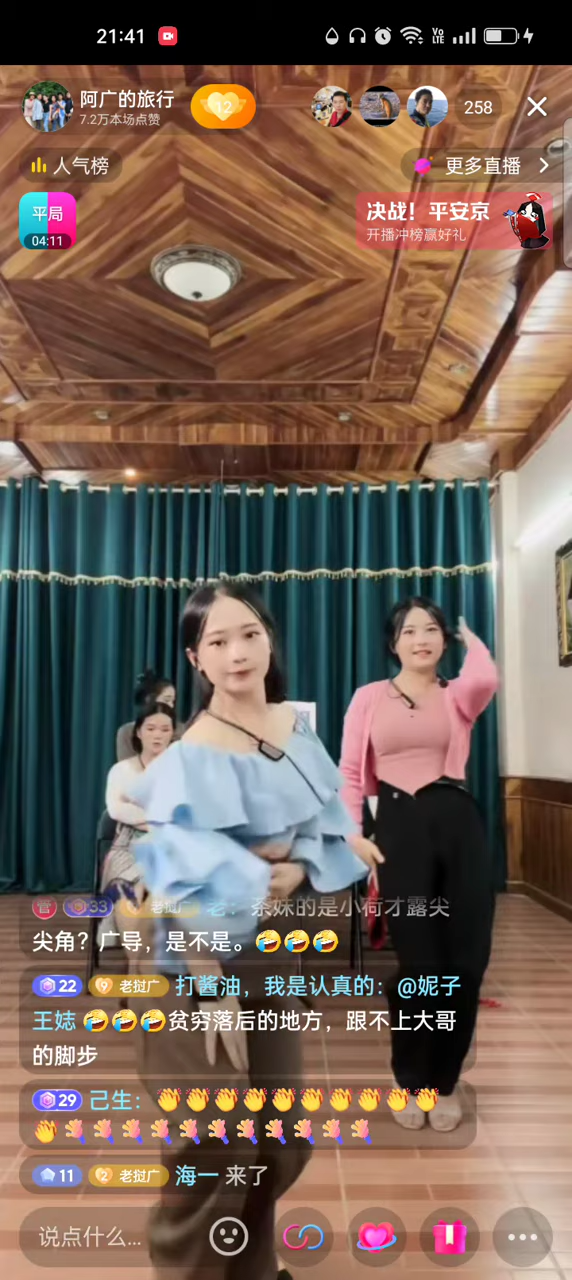 21:41
VoLTE
阿广的旅行
7.2万本场点赞
12
258
人气榜
更多直播
平局
04:11
决战！平安京
开播冲榜赢好礼
管 33 老挝广 老：茶妹的是小荷才露尖
尖角？广导，是不是。🤣🤣🤣
22 9 老挝广 打酱油，我是认真的：@妮子
王婊 🤣🤣🤣贫穷落后的地方，跟不上大哥
的脚步
29 己生：👏👏👏👏👏👏👏👏👏👏
👏
11 2 老挝广 海一 来了
说点什么...